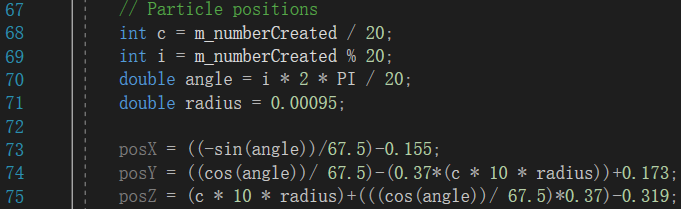 67 // Particle positions
68 int c = m_numberCreated / 20;
69 int i = m_numberCreated % 20;
70 double angle = i * 2 * PI / 20;
71 double radius = 0.00095;
72
73 posX = ((-sin(angle))/67.5)-0.155;
74 posY = ((cos(angle))/ 67.5)-(0.37*(c * 10 * radius))+0.173;
75 posZ = (c * 10 * radius)+(((cos(angle))/ 67.5)*0.37)-0.319;